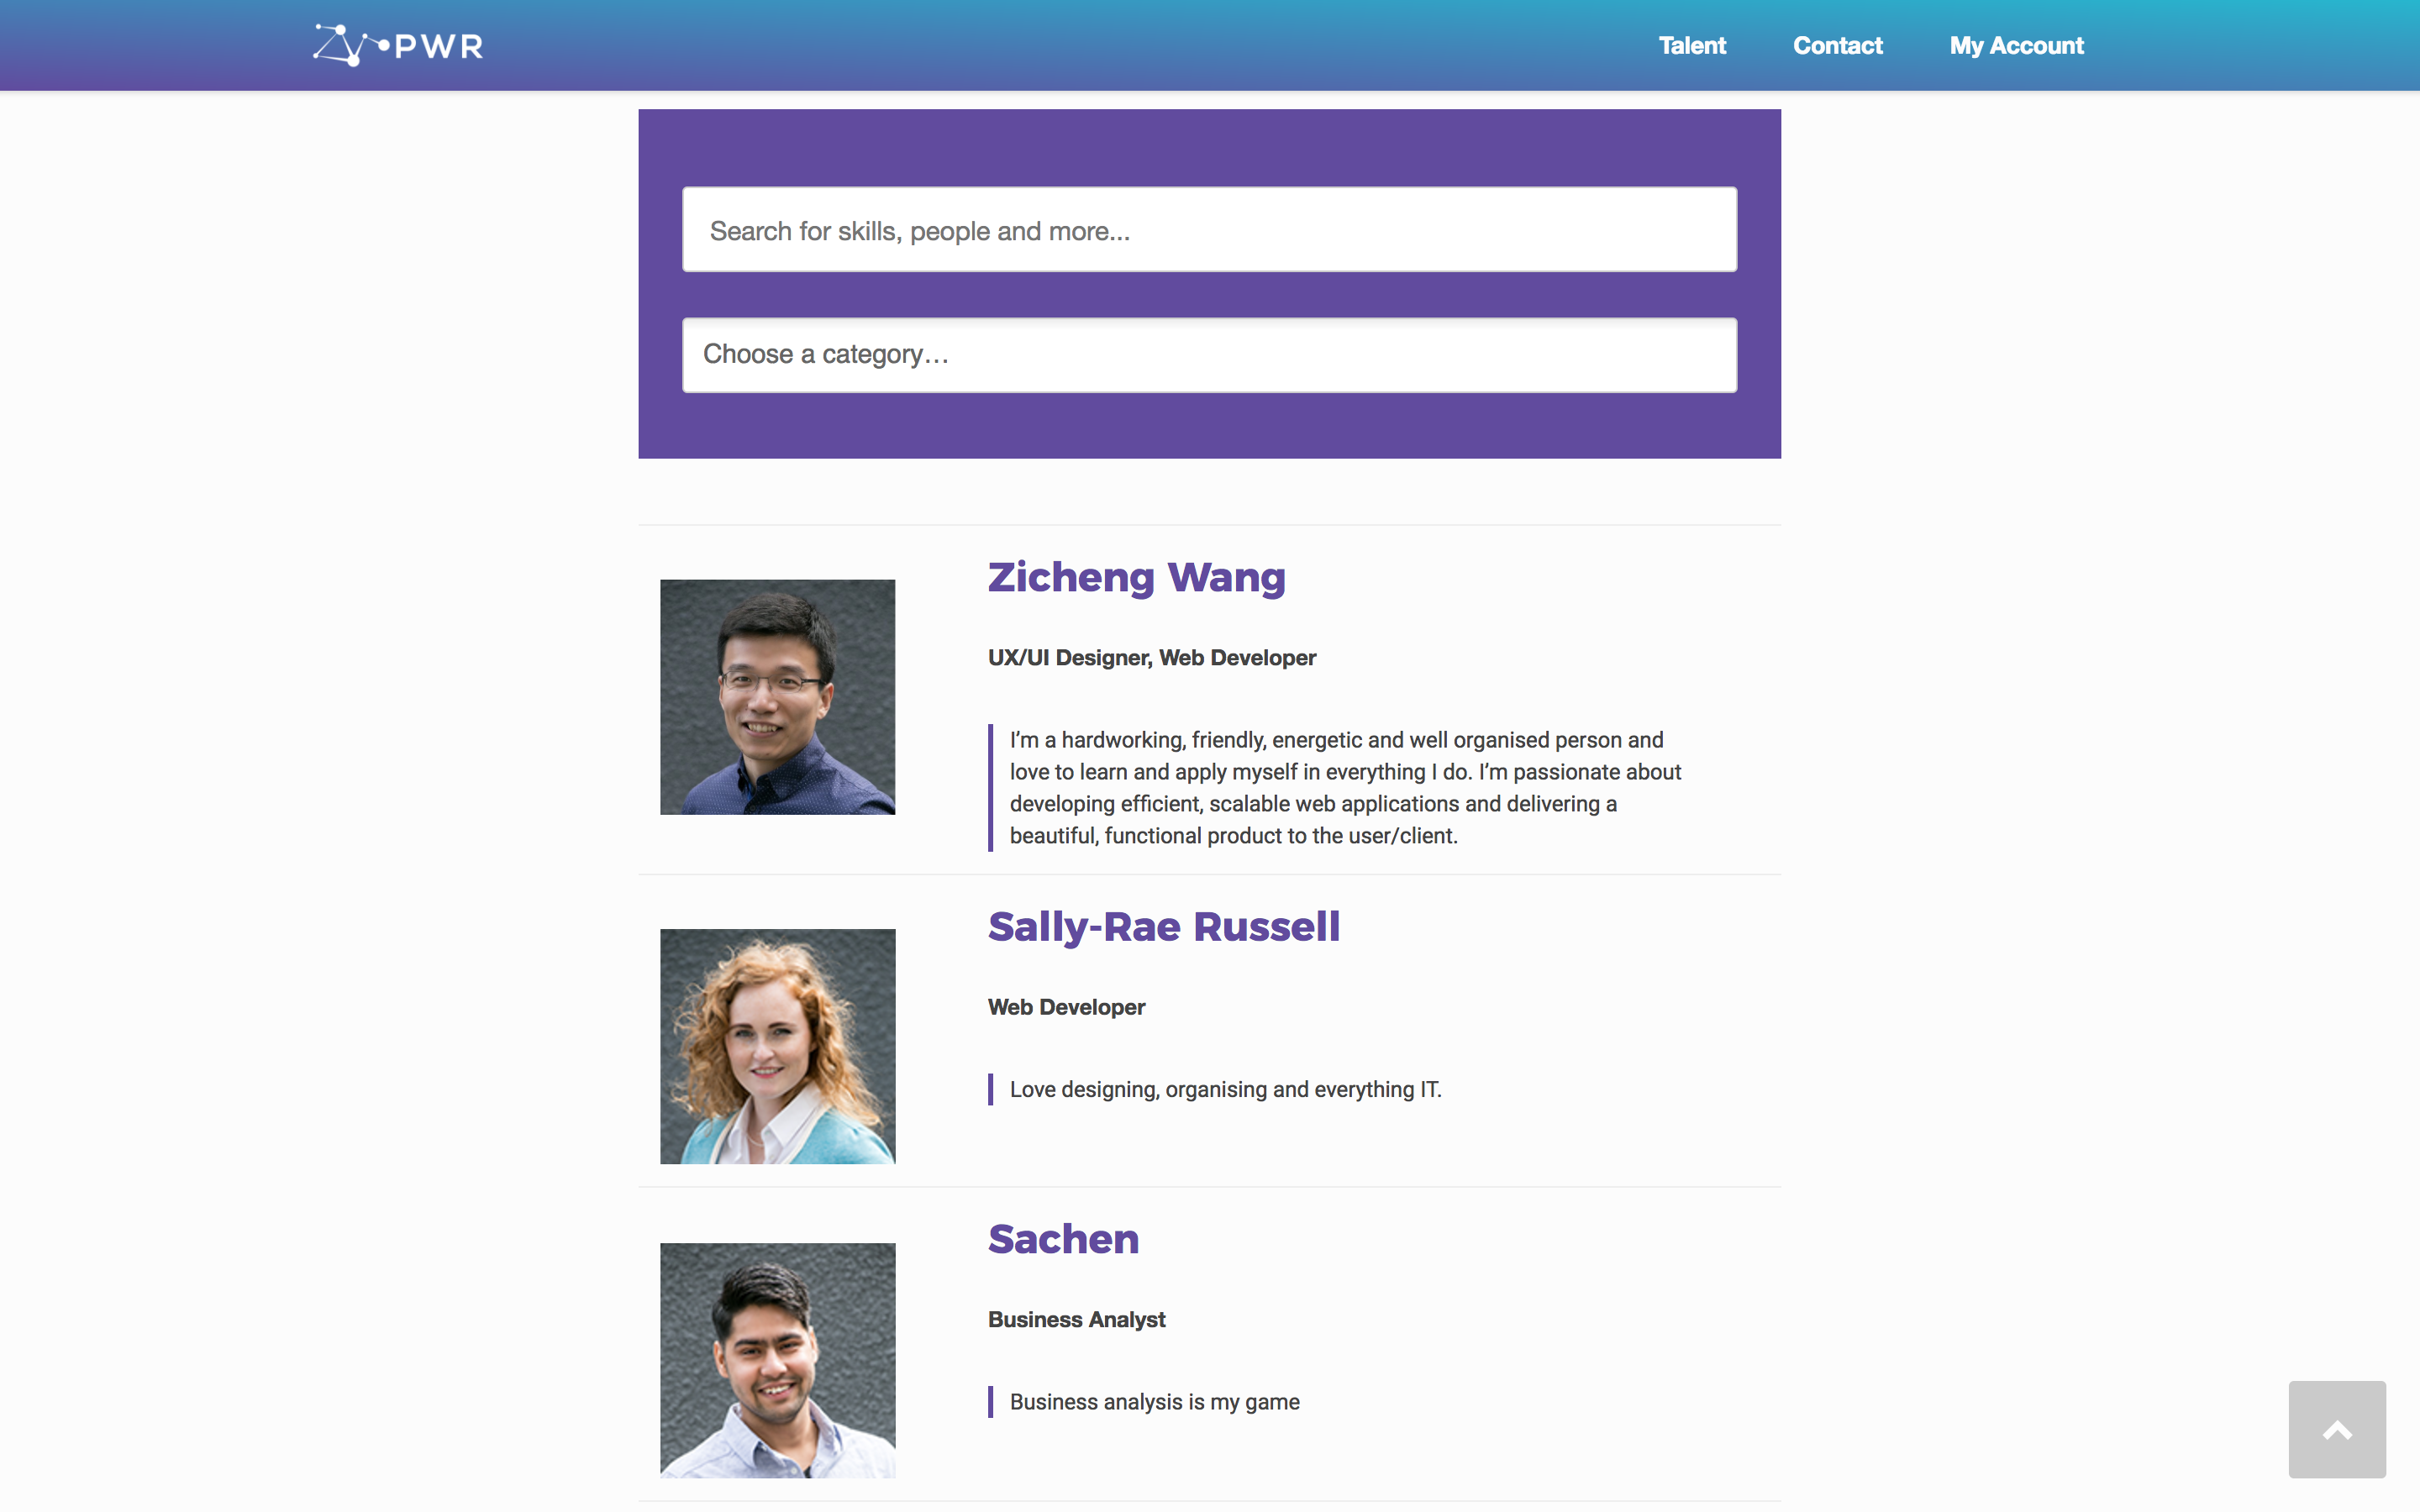 PWR
Talent Contact My Account
Search for skills, people and more...
Choose a category…
Zicheng Wang
UX/UI Designer, Web Developer
I’m a hardworking, friendly, energetic and well organised person and
love to learn and apply myself in everything I do. I’m passionate about
developing efficient, scalable web applications and delivering a
beautiful, functional product to the user/client.
Sally-Rae Russell
Web Developer
Love designing, organising and everything IT.
Sachen
Business Analyst
Business analysis is my game